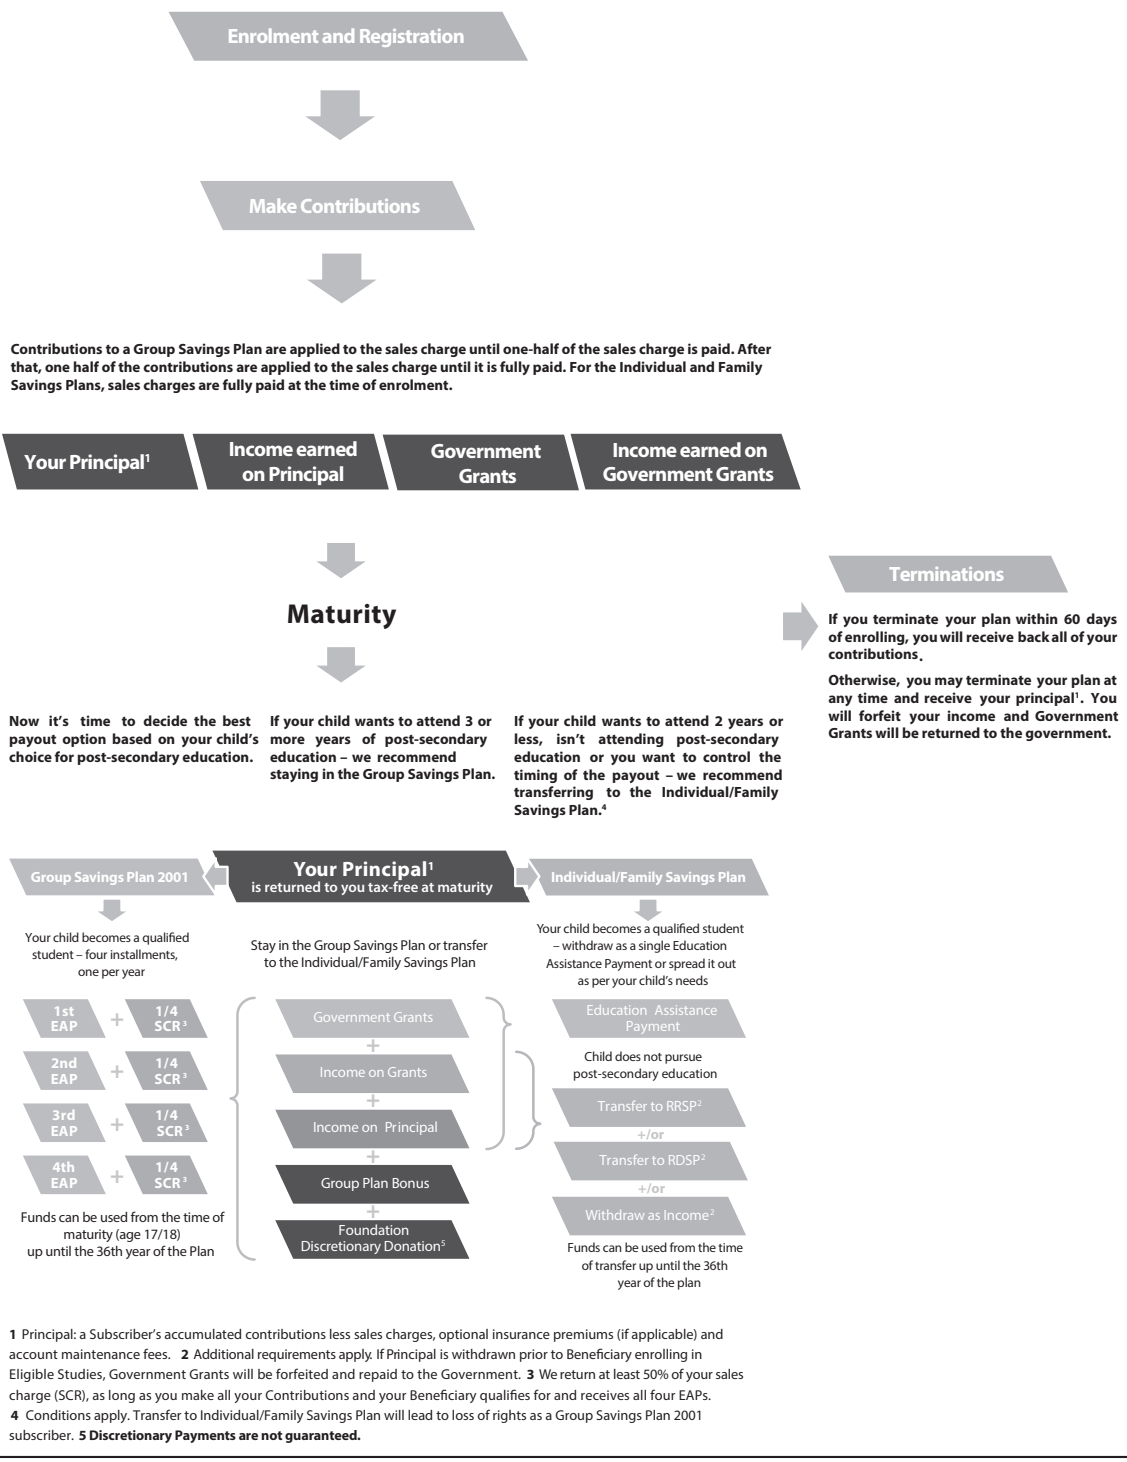 Enrolment and Registration
Make Contributions
Contributions to a Group Savings Plan are applied to the sales charge until one-half of the sales charge is paid. After
that, one half of the contributions are applied to the sales charge until it is fully paid. For the Individual and Family
Savings Plans, sales charges are fully paid at the time of enrolment.
Your Principal¹
Income earned
on Principal
Government
Grants
Income earned on
Government Grants
Maturity
Terminations
If you terminate your plan within 60 days
of enrolling, you will receive back all of your
contributions.
Otherwise, you may terminate your plan at
any time and receive your principal¹. You
will forfeit your income and Government
Grants will be returned to the government.
Now it's time to decide the best
payout option based on your child's
choice for post-secondary education.
If your child wants to attend 3 or
more years of post-secondary
education – we recommend
staying in the Group Savings Plan.
If your child wants to attend 2 years or
less, isn't attending post-secondary
education or you want to control the
timing of the payout – we recommend
transferring to the Individual/Family
Savings Plan.⁴
Group Savings Plan 2001
Your Principal¹
is returned to you tax-free at maturity
Individual/Family Savings Plan
Your child becomes a qualified
student – four installments,
one per year
1st
EAP
+
1/4
SCR³
2nd
EAP
+
1/4
SCR³
3rd
EAP
+
1/4
SCR³
4th
EAP
+
1/4
SCR³
Funds can be used from the time of
maturity (age 17/18)
up until the 36th year of the Plan
Stay in the Group Savings Plan or transfer
to the Individual/Family Savings Plan
Government Grants
+
Income on Grants
+
Income on Principal
+
Group Plan Bonus
+
Foundation
Discretionary Donation⁵
Your child becomes a qualified student
– withdraw as a single Education
Assistance Payment or spread it out
as per your child's needs
Education Assistance
Payment
Child does not pursue
post-secondary education
Transfer to RRSP²
+/or
Transfer to RDSP²
+/or
Withdraw as Income²
Funds can be used from the time
of transfer up until the 36th
year of the plan
1 Principal: a Subscriber's accumulated contributions less sales charges, optional insurance premiums (if applicable) and
account maintenance fees. 2 Additional requirements apply. If Principal is withdrawn prior to Beneficiary enrolling in
Eligible Studies, Government Grants will be forfeited and repaid to the Government. 3 We return at least 50% of your sales
charge (SCR), as long as you make all your Contributions and your Beneficiary qualifies for and receives all four EAPs.
4 Conditions apply. Transfer to Individual/Family Savings Plan will lead to loss of rights as a Group Savings Plan 2001
subscriber. 5 Discretionary Payments are not guaranteed.